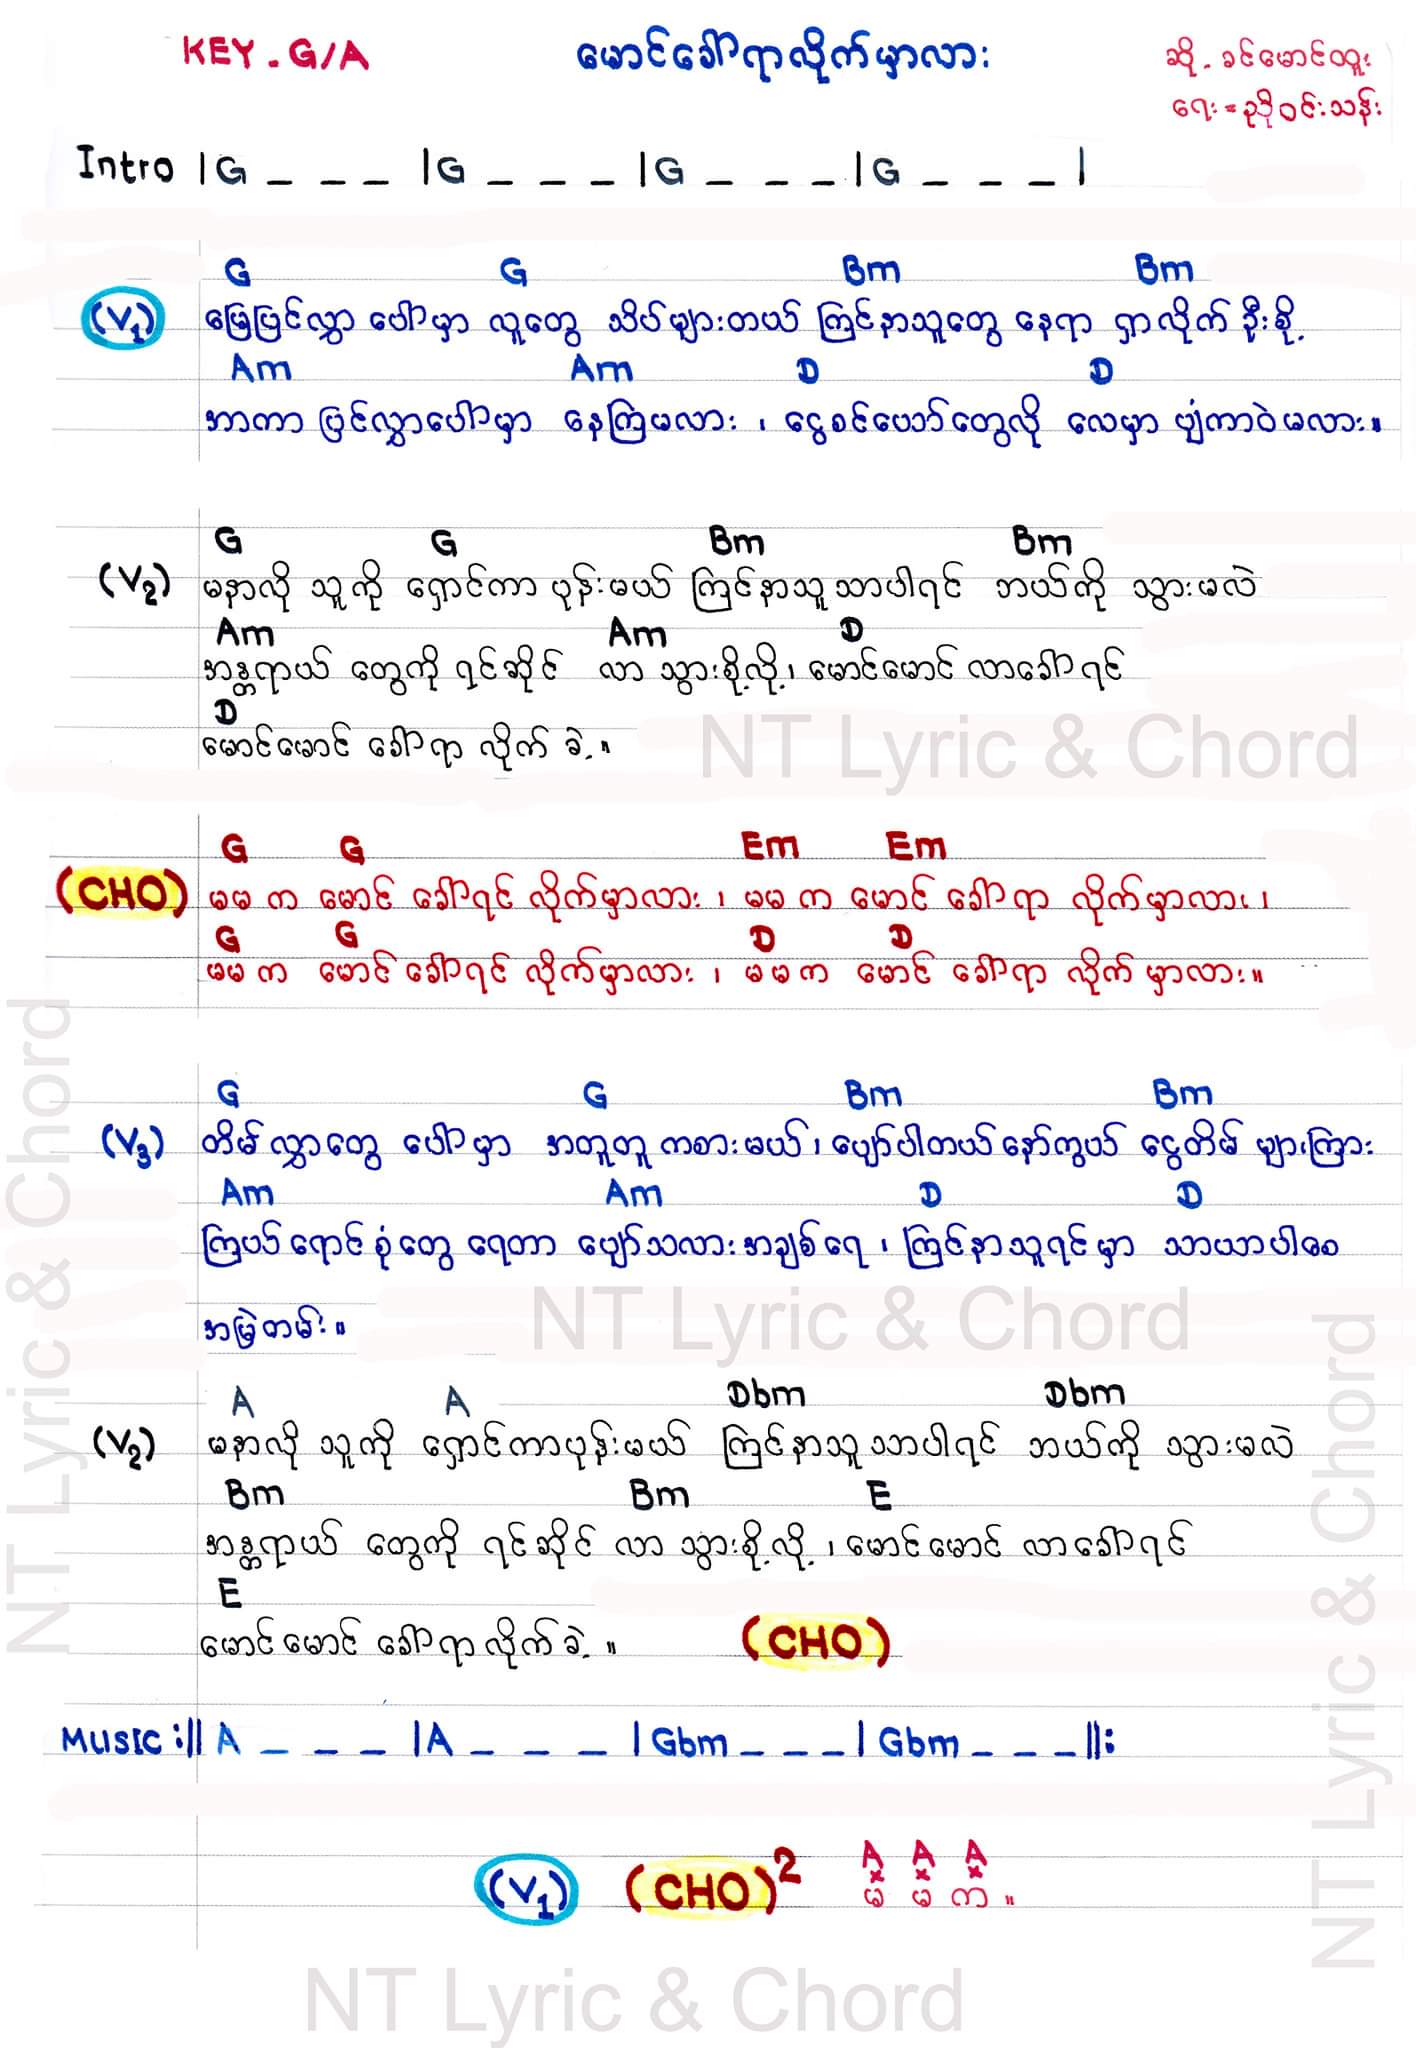 KEY. G/A မောင်ခေါ်ရာလိုက်မှာလား ဆို - ခင်မောင်ထူး
ရေး = ညိုဝင်းသန်း
Intro | G _ _ _ | G _ _ _ | G _ _ _ | G _ _ _ |
G G Bm Bm
(V1) မြေပြင်လွှာ ပေါ်မှာ လူတွေ သိပ်များတယ် ကြင်နာသူတွေ နေရာ ရှာလိုက် ဦးစို့
Am Am D D
အာကာ ပြင်လွှာပေါ်မှာ နေကြမလား ၊ ငွေစင်ယော်တွေလို လေမှာ ပျံကာဝဲမလား။
G G Bm Bm
(V2) မနာလို သူကို ရှောင်ကာ ပုန်းမယ် ကြင်နာသူသာပါရင် ဘယ်ကို သွားမလဲ
Am Am D
အန္တရာယ် တွေကို ရင်ဆိုင် လာ သွားစို့လို့၊ မောင်မောင် လာခေါ်ရင်
D
မောင်မောင် ခေါ်ရာ လိုက် ခဲ့ ။
NT Lyric & Chord
G G Em Em
(CHO) မမ က မောင် ခေါ်ရင် လိုက်မှာလား ၊ မမ က မောင် ခေါ်ရာ လိုက်မှာလား ၊
G G D D
မမ က မောင် ခေါ်ရင် လိုက်မှာလား ၊ မမက မောင် ခေါ်ရာ လိုက် မှာလား ။
G G Bm Bm
(V3) တိမ်လွှာတွေ ပေါ်မှာ အတူတူ ကစားမယ် ၊ ပျော်ပါတယ်နော်ကွယ် ငွေတိမ် များကြား
Am Am D D
ကြယ်ရောင်စုံတွေ ရေတာ ပျော်သလားအချစ်ရေ ၊ ကြင်နာသူရင်မှာ သာယာပါစေ
အမြဲတမ်း ။
NT Lyric & Chord
A A Dbm Dbm
(V2) မနာလို သူကို ရှောင်ကာပုန်းမယ် ကြင်နာသူသာပါရင် ဘယ်ကို သွားမလဲ
Bm Bm E
အန္တရာယ် တွေကို ရင်ဆိုင် လာ သွားစို့လို့ ၊ မောင်မောင် လာခေါ်ရင်
E
မောင်မောင် ခေါ်ရာလိုက်ခဲ့ ။ (CHO)
Music :|| A _ _ _ | A _ _ _ | Gbm _ _ _ | Gbm _ _ _ ||:
A A A
(V1) (CHO)2 မ မ က ။
NT Lyric & Chord
NT Lyric & Chord
NT Lyric & Chord